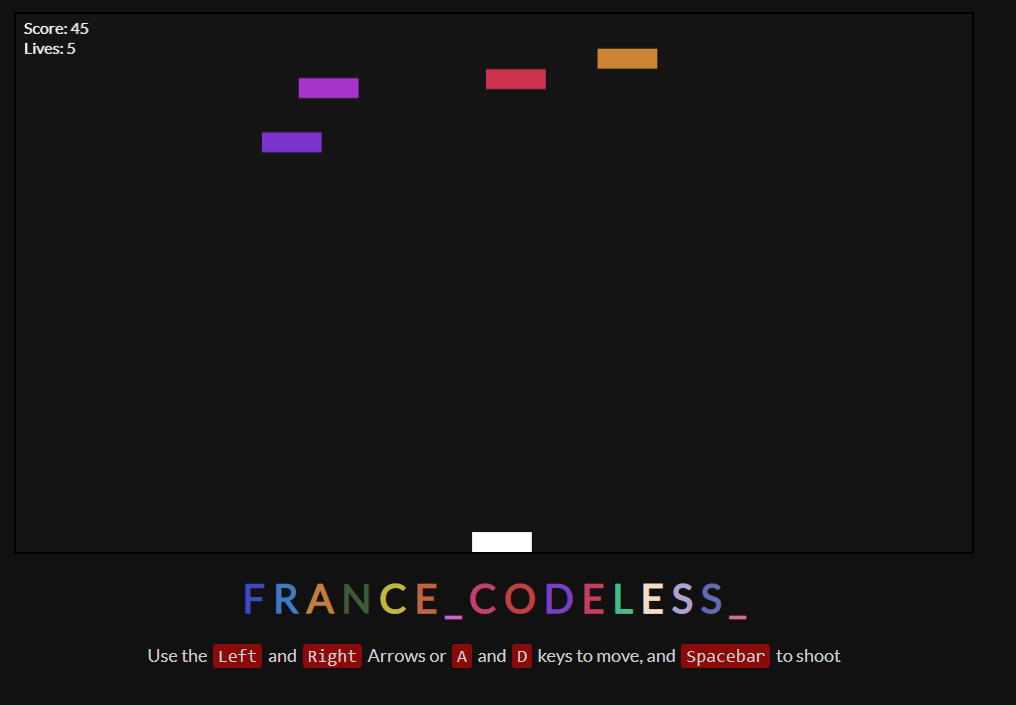 Score: 45
Lives: 5
FRANCE_CODELESS_
Use the Left and Right Arrows or A and D keys to move, and Spacebar to shoot